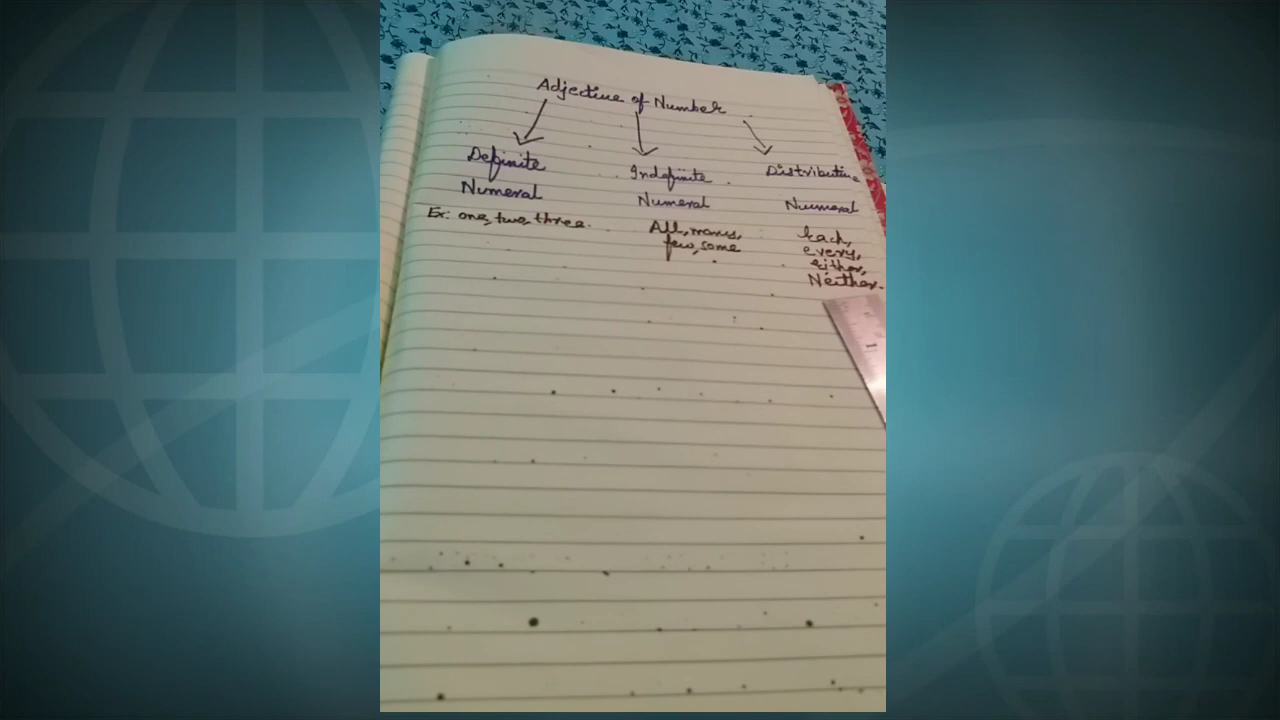 Adjective of Number
Definite Indefinite Distributive
Numeral Numeral Numeral
Ex: one, two, three. All, many, Each,
few, some every,
either,
Neither.
1